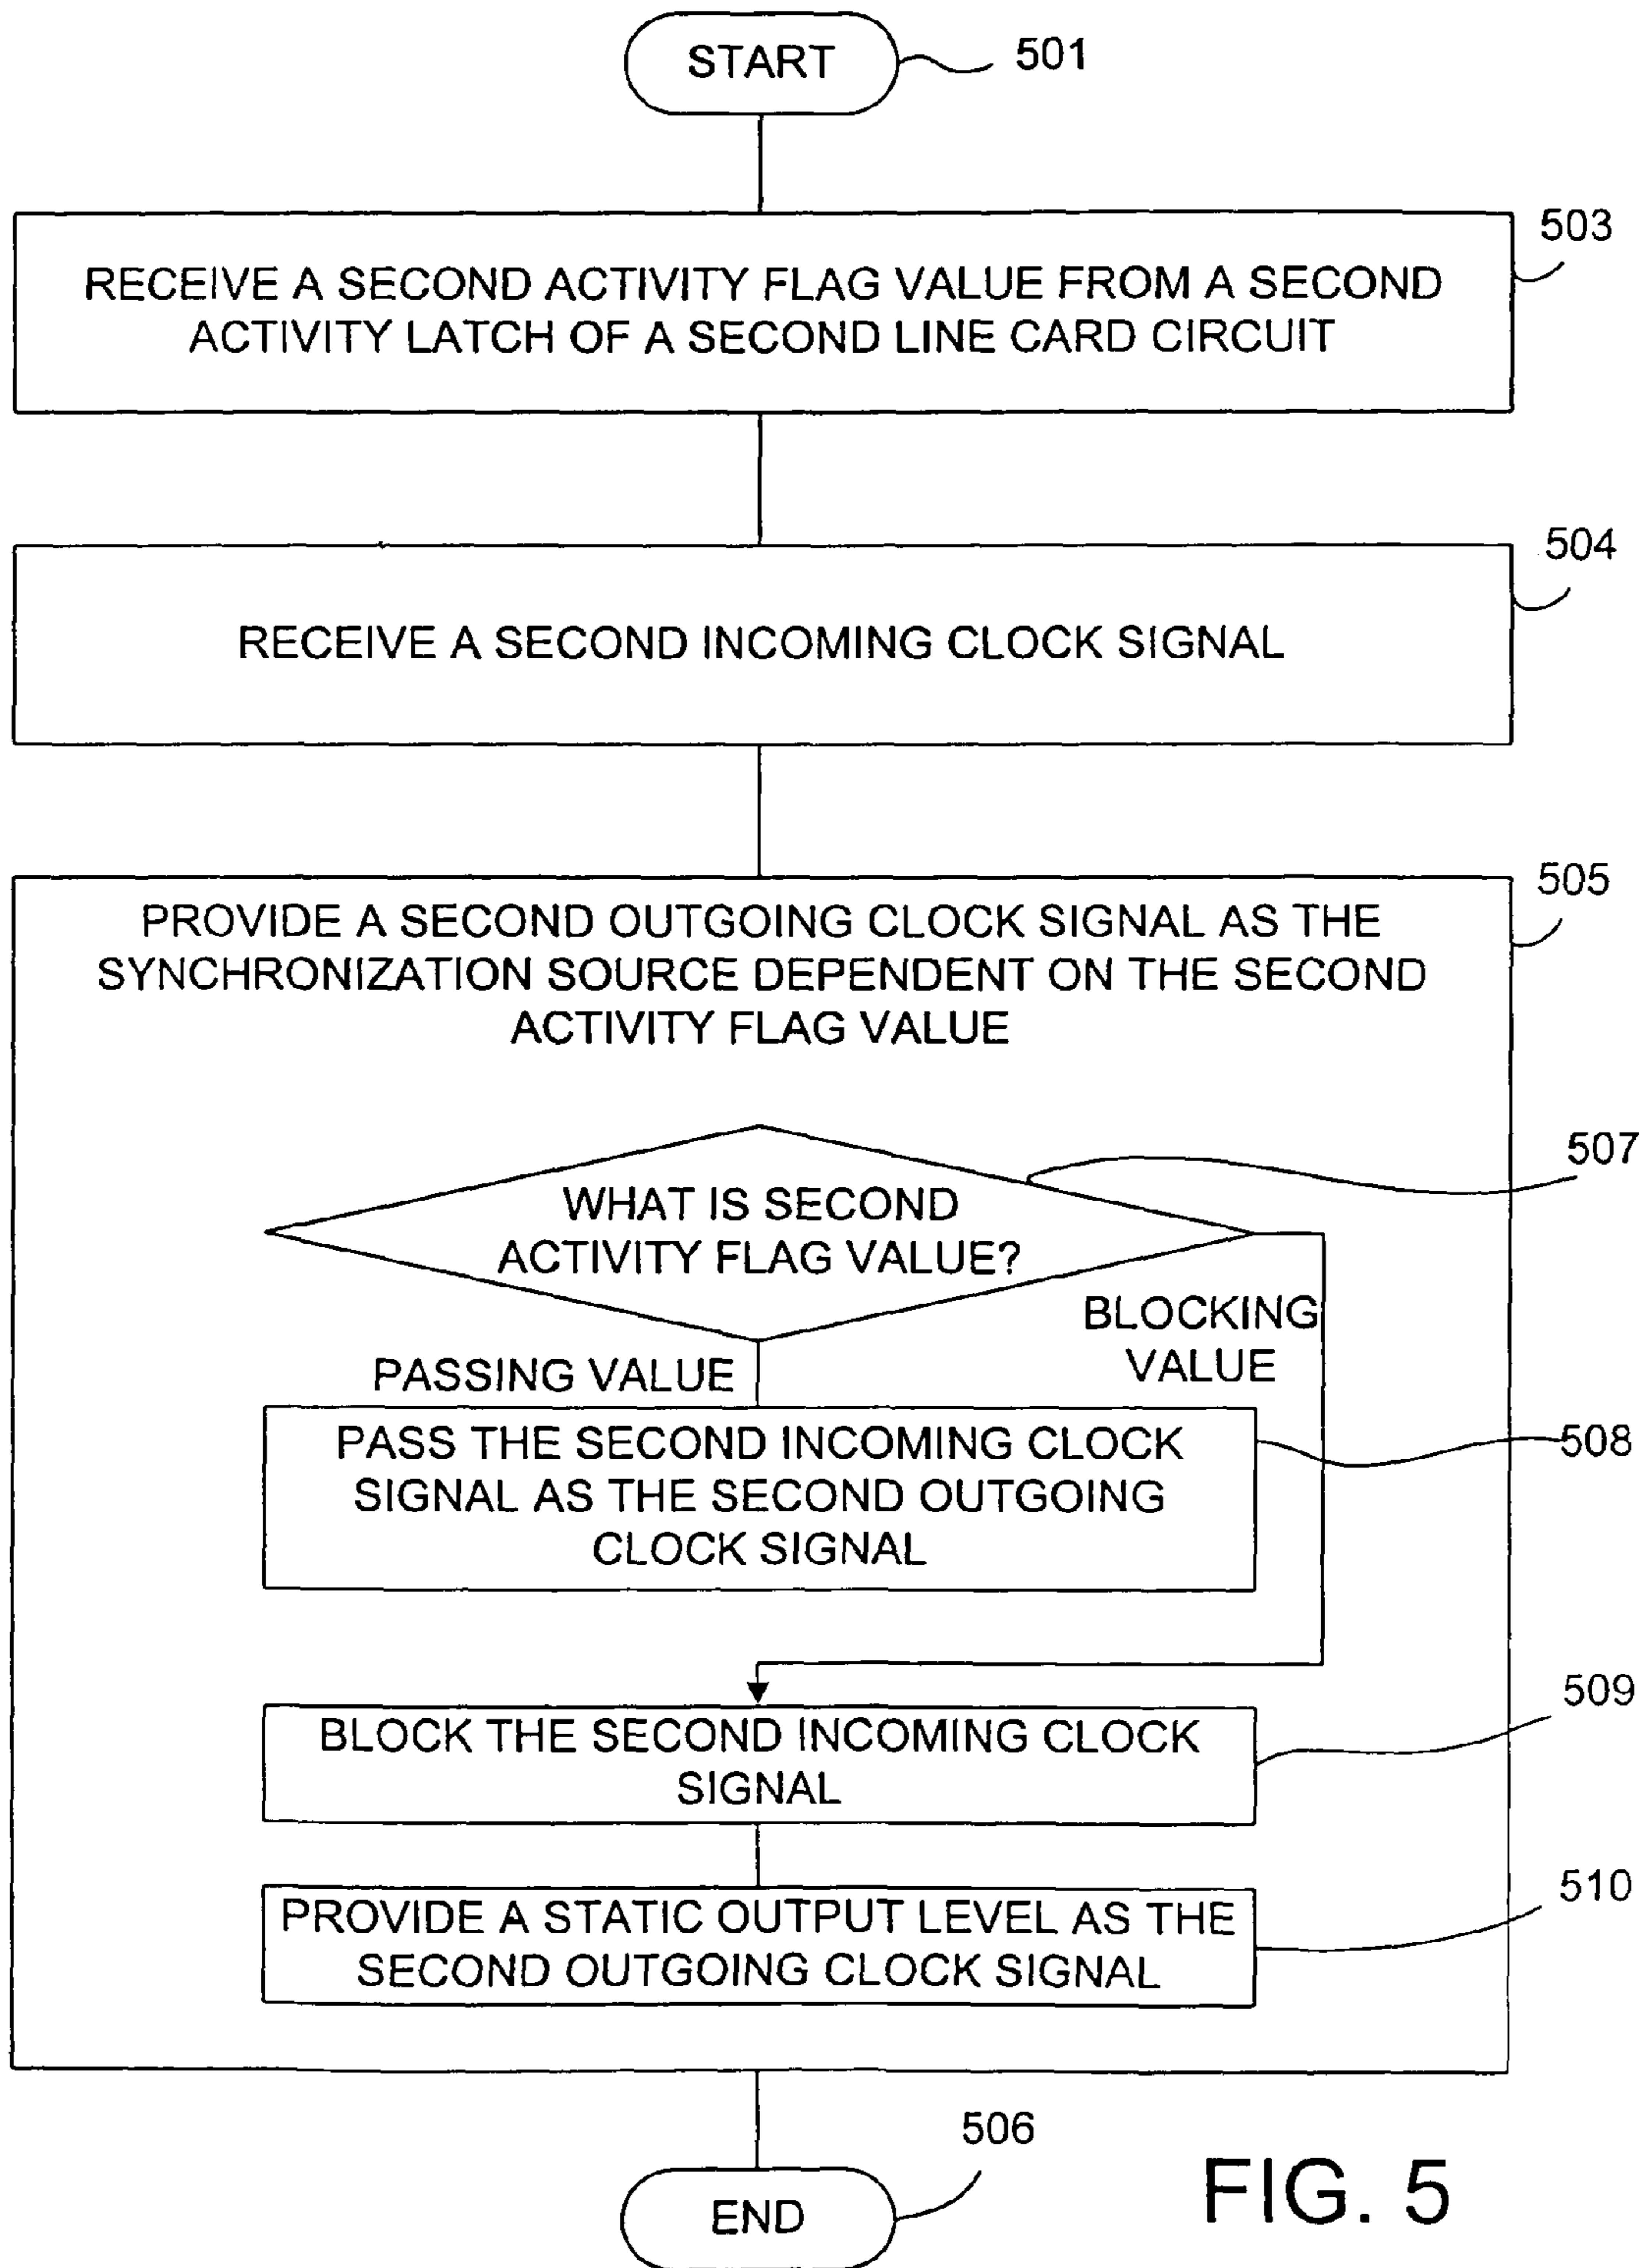 START
501
503
RECEIVE A SECOND ACTIVITY FLAG VALUE FROM A SECOND
ACTIVITY LATCH OF A SECOND LINE CARD CIRCUIT
504
RECEIVE A SECOND INCOMING CLOCK SIGNAL
505
PROVIDE A SECOND OUTGOING CLOCK SIGNAL AS THE
SYNCHRONIZATION SOURCE DEPENDENT ON THE SECOND
ACTIVITY FLAG VALUE
507
WHAT IS SECOND
ACTIVITY FLAG VALUE?
BLOCKING
VALUE
PASSING VALUE
PASS THE SECOND INCOMING CLOCK
SIGNAL AS THE SECOND OUTGOING
CLOCK SIGNAL
508
509
BLOCK THE SECOND INCOMING CLOCK
SIGNAL
510
PROVIDE A STATIC OUTPUT LEVEL AS THE
SECOND OUTGOING CLOCK SIGNAL
506
END
FIG. 5